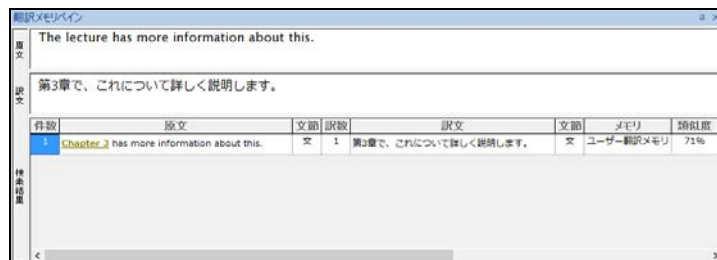 翻訳メモリペイン
原文
The lecture has more information about this.
訳文
第3章で、これについて詳しく説明します。
検索結果
件数 原文 文節 訳数 訳文 文節 メモリ 類似度
1 Chapter 3 has more information about this. 文 1 第3章で、これについて詳しく説明します。 文 ユーザー翻訳メモリ 71%